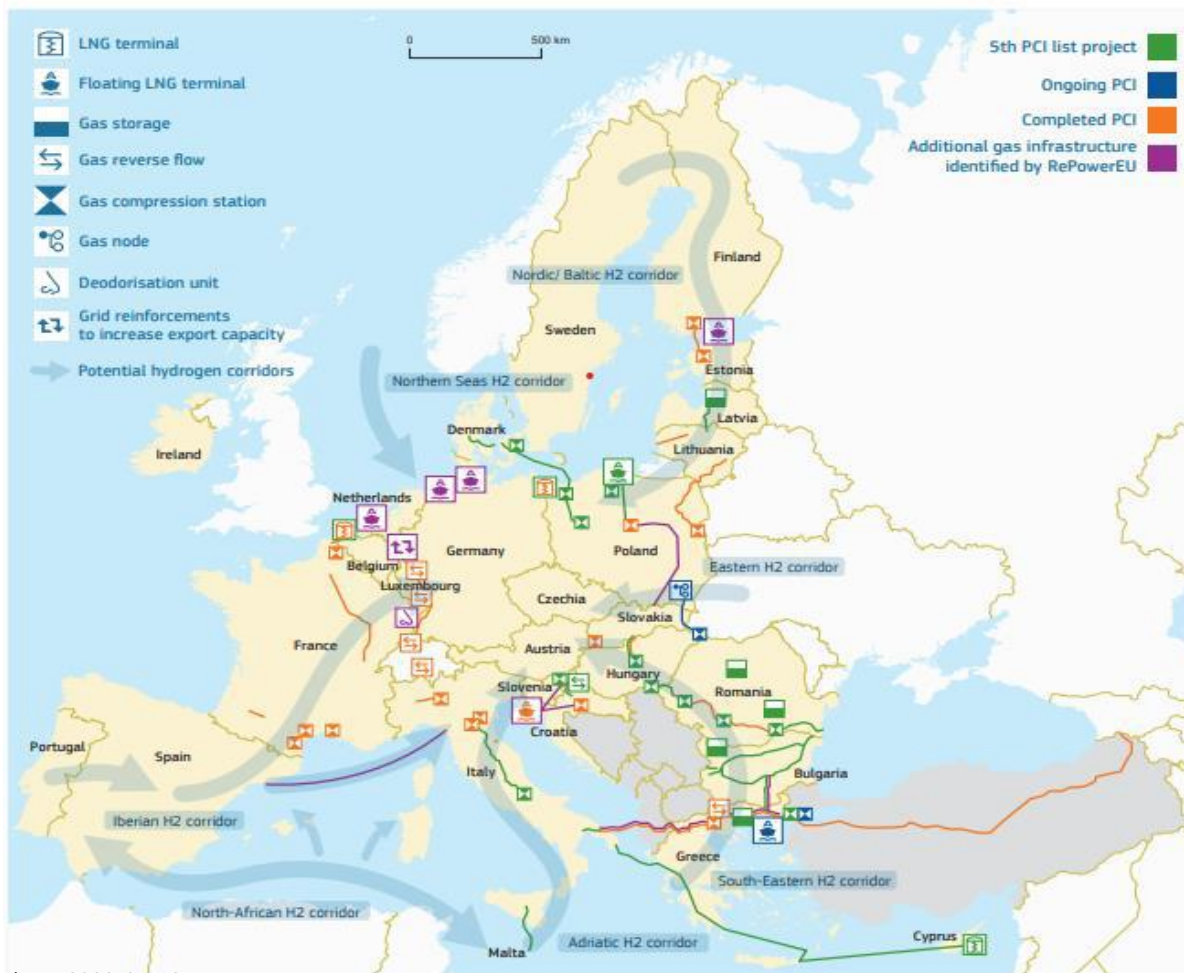 LNG terminal
Floating LNG terminal
Gas storage
Gas reverse flow
Gas compression station
Gas node
Deodorisation unit
Grid reinforcements
to increase export capacity
Potential hydrogen corridors
0 500 km
5th PCI list project
Ongoing PCI
Completed PCI
Additional gas infrastructure
identified by RePowerEU
Finland
Nordic/ Baltic H2 corridor
Sweden
Estonia
Northern Seas H2 corridor
Latvia
Denmark
Lithuania
Ireland
Netherlands
Germany
Poland
Belgium
Eastern H2 corridor
Luxembourg
Czechia
Slovakia
France
Austria
Hungary
Slovenia
Romania
Croatia
Portugal
Spain
Italy
Bulgaria
Iberian H2 corridor
Greece
South-Eastern H2 corridor
North-African H2 corridor
Adriatic H2 corridor
Cyprus
Malta